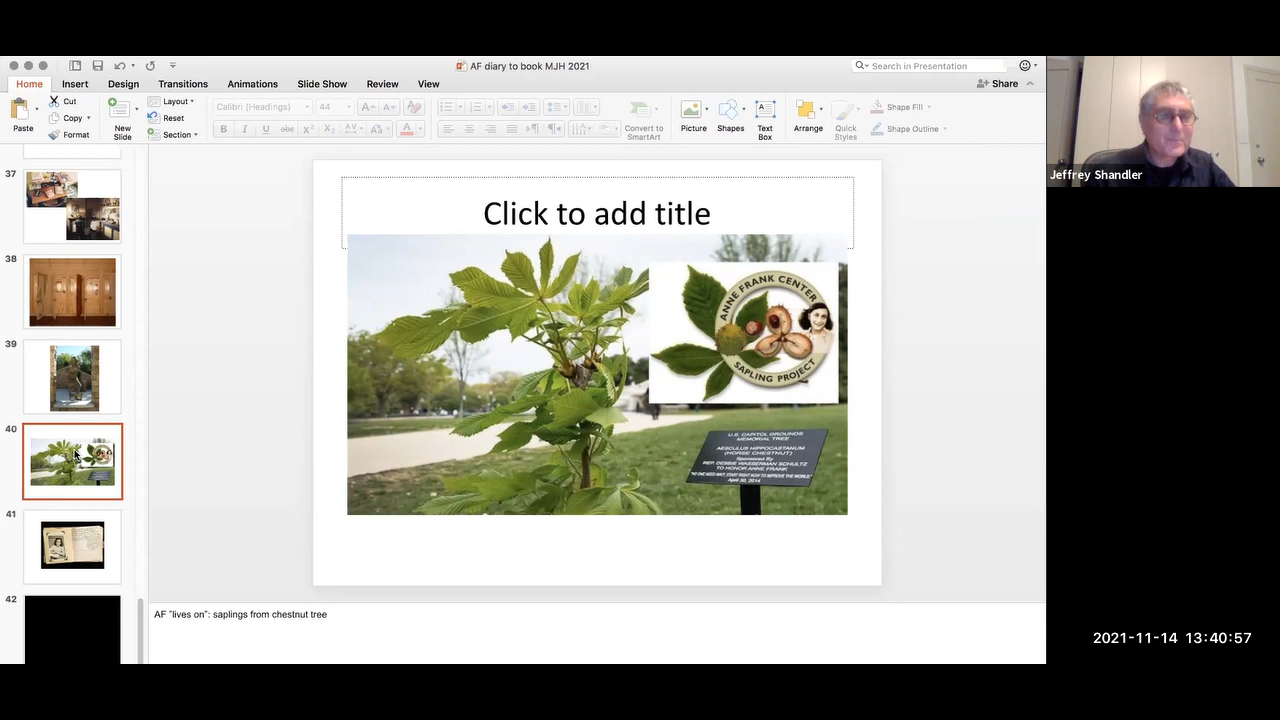 AF diary to book MJH 2021
Search in Presentation
Home Insert Design Transitions Animations Slide Show Review View
Share
Paste
Cut
Copy
Format
New Slide
Layout
Reset
Section
Calibri (Headings) 44
B I U abc X² X₂ AV
Convert to SmartArt
Picture
Shapes
Text Box
Arrange
Quick Styles
Shape Fill
Shape Outline
37
38
39
40
41
42
Click to add title
ANNE FRANK CENTER
SAPLING PROJECT
U.S. CAPITOL GROUNDS
MEMORIAL TREE
AESCULUS HIPPOCASTANUM
(HORSE CHESTNUT)
Sponsored By
REP. DEBBIE WASSERMAN SCHULTZ
TO HONOR ANNE FRANK
April 30, 2014
AF "lives on": saplings from chestnut tree
Jeffrey Shandler
2021-11-14 13:40:57